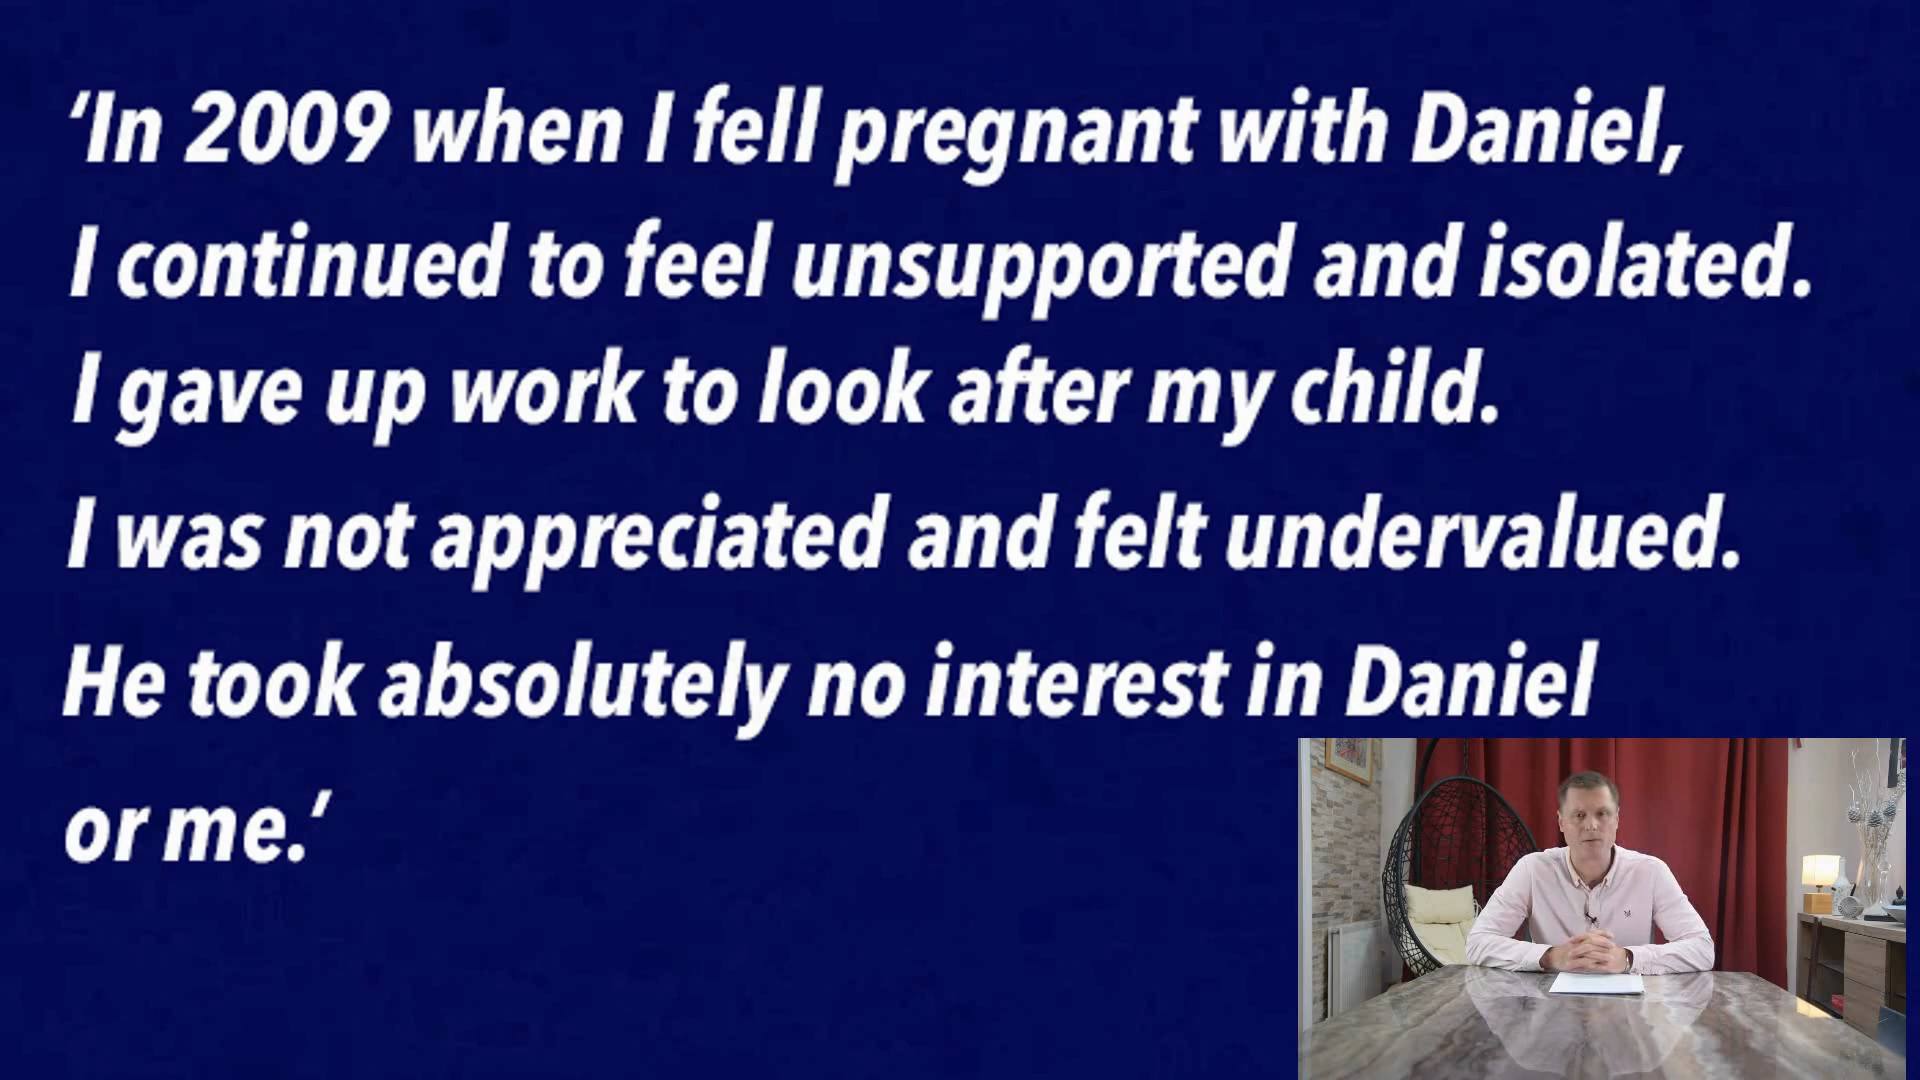 ‘In 2009 when I fell pregnant with Daniel,
I continued to feel unsupported and isolated.
I gave up work to look after my child.
I was not appreciated and felt undervalued.
He took absolutely no interest in Daniel
or me.’